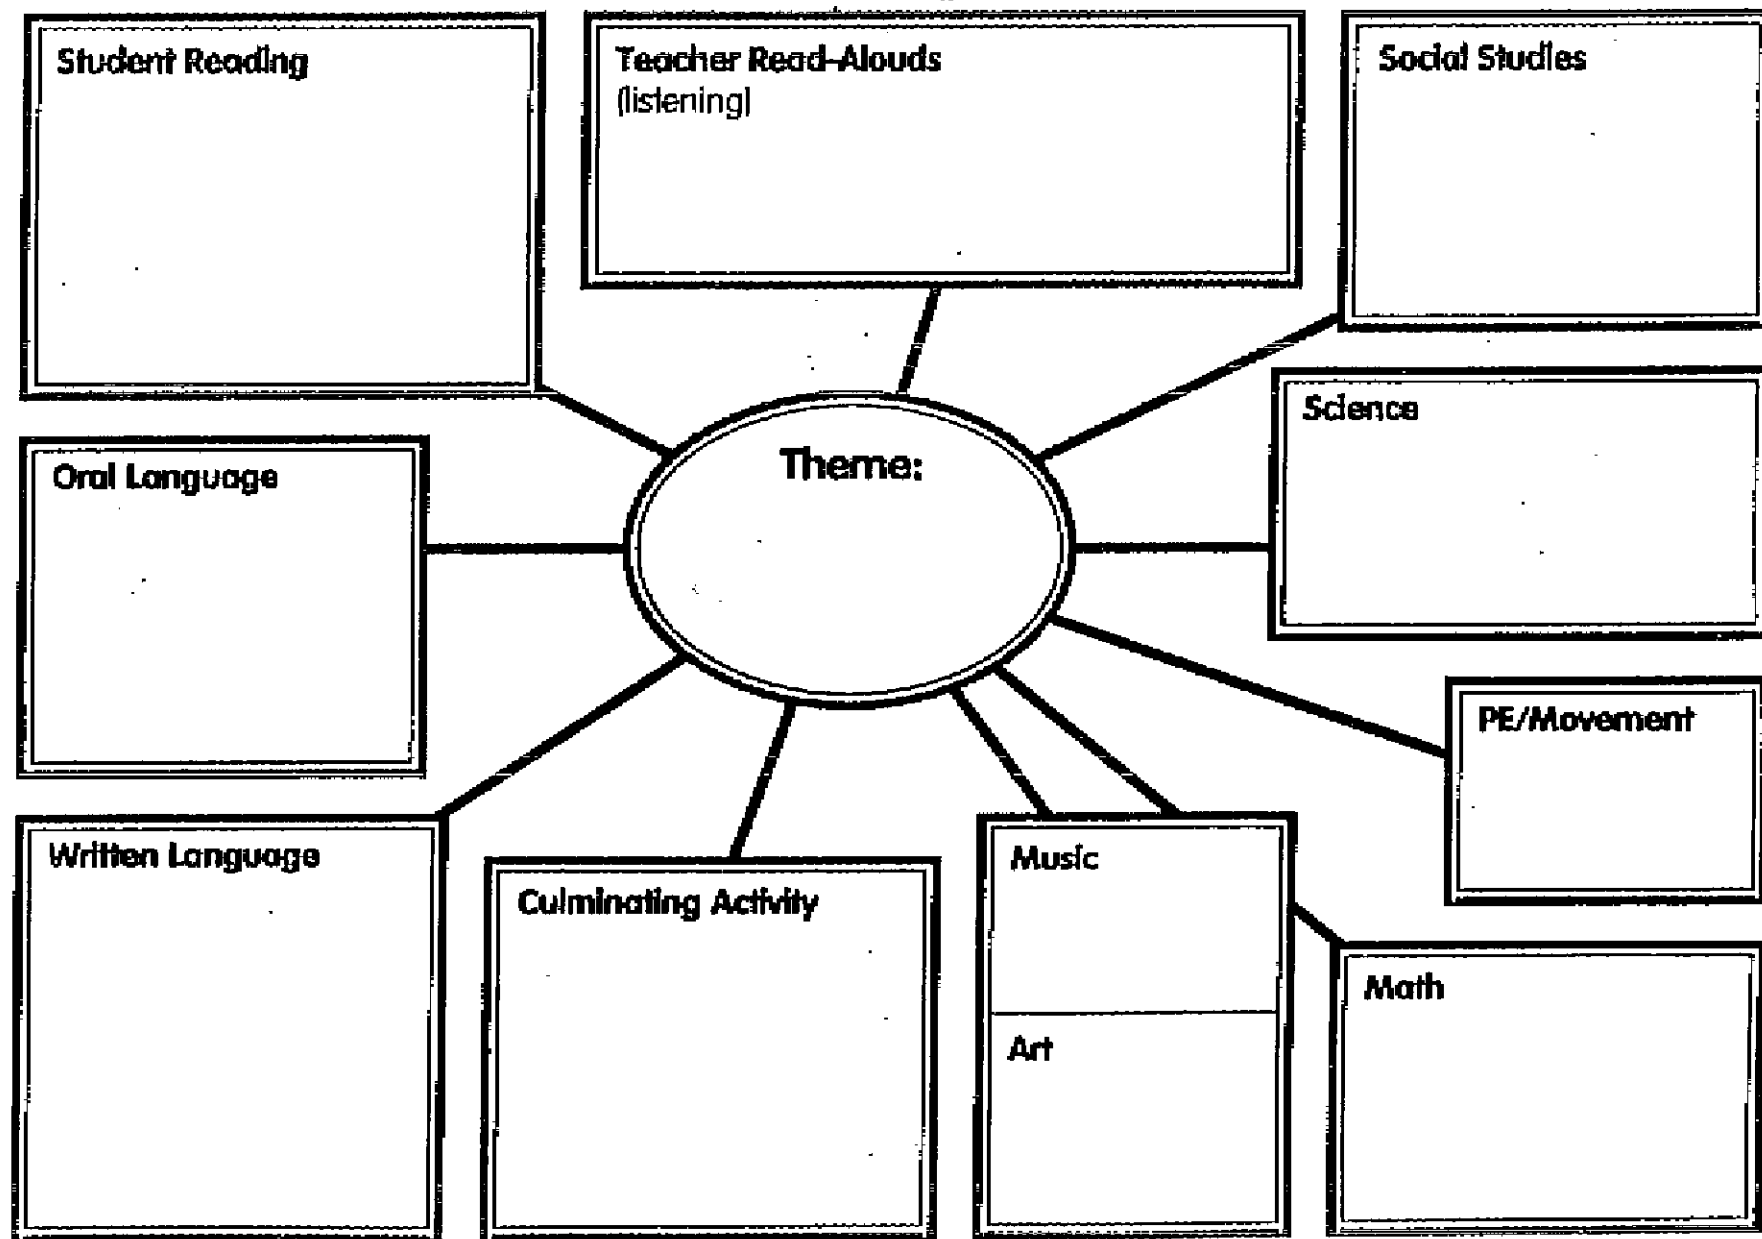 Student Reading
Teacher Read-Alouds
(listening)
Social Studies
Science
Theme:
Oral Language
PE/Movement
Written Language
Culminating Activity
Music
Art
Math